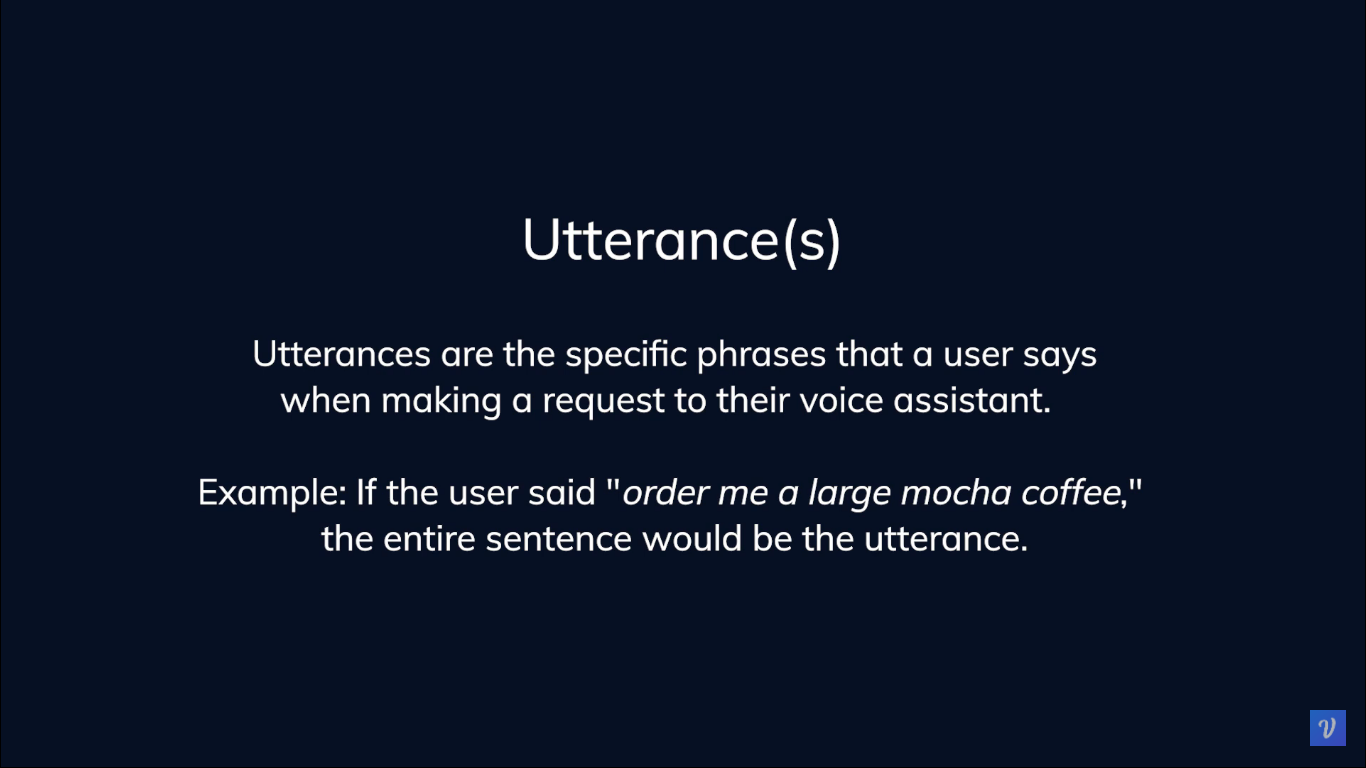 Utterance(s)
Utterances are the specific phrases that a user says
when making a request to their voice assistant.
Example: If the user said "order me a large mocha coffee,"
the entire sentence would be the utterance.
V